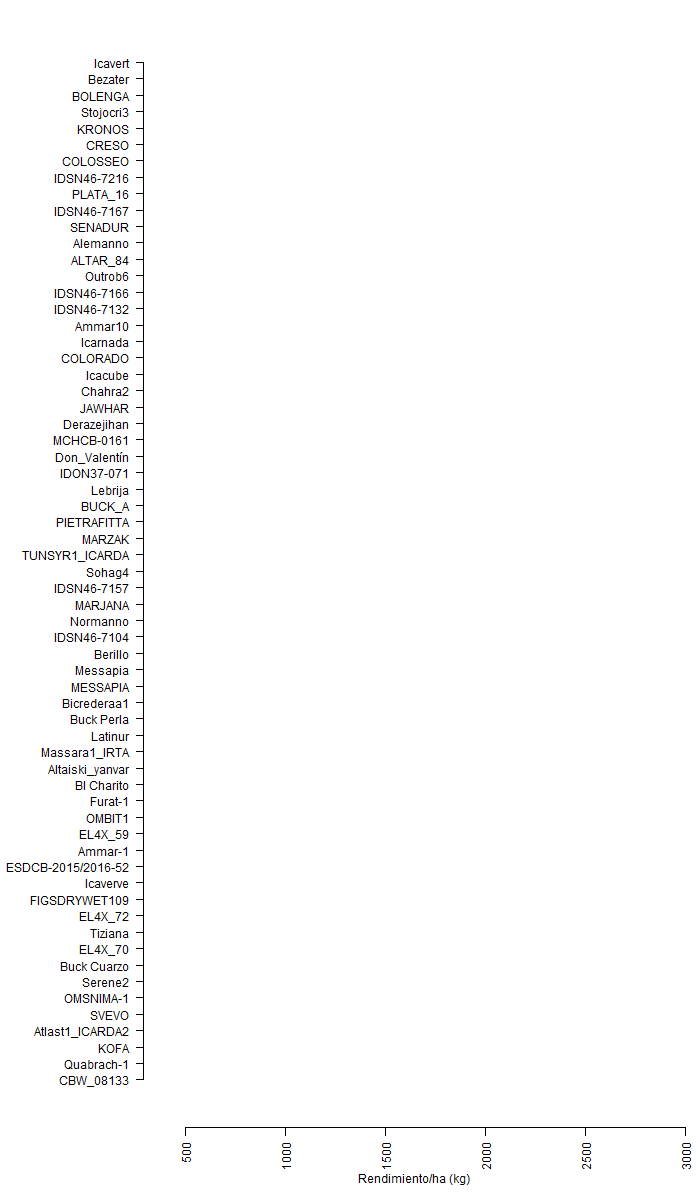 Icavert
Bezater
BOLENGA
Stojocri3
KRONOS
CRESO
COLOSSEO
IDSN46-7216
PLATA_16
IDSN46-7167
SENADUR
Alemanno
ALTAR_84
Outrob6
IDSN46-7166
IDSN46-7132
Ammar10
Icarnada
COLORADO
Icacube
Chahra2
JAWHAR
Derazejihan
MCHCB-0161
Don_Valentín
IDON37-071
Lebrija
BUCK_A
PIETRAFITTA
MARZAK
TUNSYR1_ICARDA
Sohag4
IDSN46-7157
MARJANA
Normanno
IDSN46-7104
Berillo
Messapia
MESSAPIA
Bicrederaa1
Buck Perla
Latinur
Massara1_IRTA
Altaiski_yanvar
BI Charito
Furat-1
OMBIT1
EL4X_59
Ammar-1
ESDCB-2015/2016-52
Icaverve
FIGSDRYWET109
EL4X_72
Tiziana
EL4X_70
Buck Cuarzo
Serene2
OMSNIMA-1
SVEVO
Atlast1_ICARDA2
KOFA
Quabrach-1
CBW_08133
500
1000
1500
2000
2500
3000
Rendimiento/ha (kg)